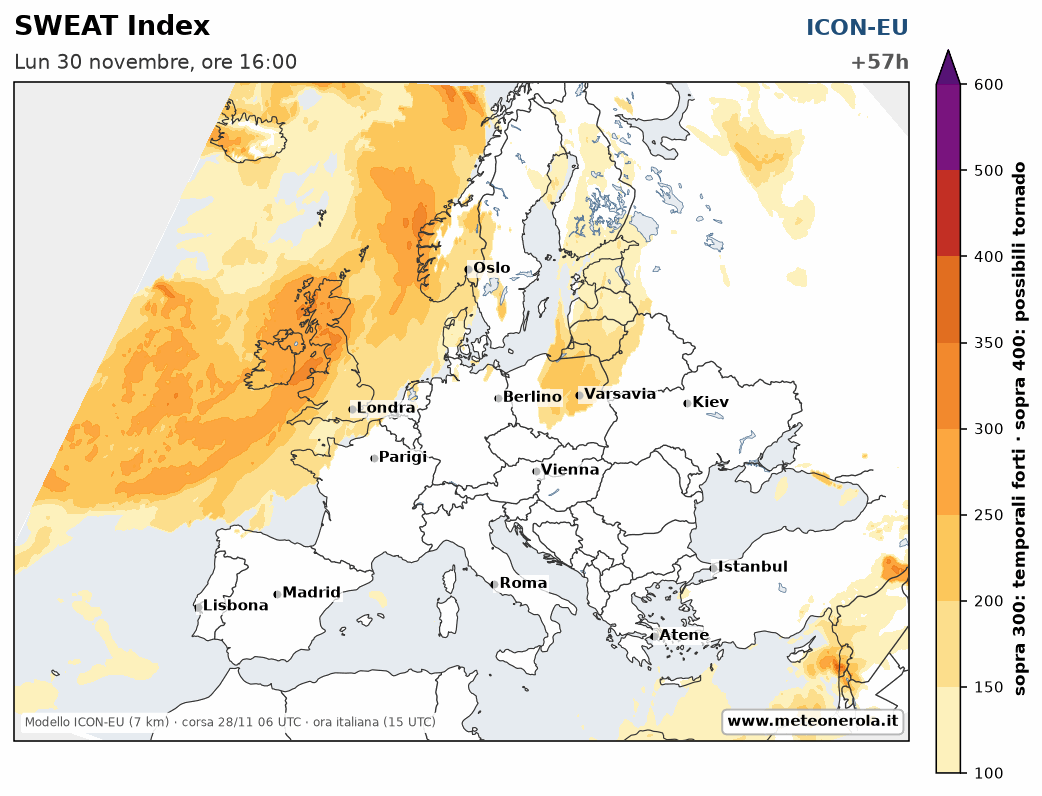 SWEAT Index
ICON-EU
Lun 30 novembre, ore 16:00
+57h
Oslo
Berlino
Varsavia
Kiev
Londra
Parigi
Vienna
Istanbul
Roma
Madrid
Lisbona
Atene
Modello ICON-EU (7 km) · corsa 28/11 06 UTC · ora italiana (15 UTC)
www.meteonerola.it
600
500
400
350
300
250
200
150
100
sopra 300: temporali forti · sopra 400: possibili tornado